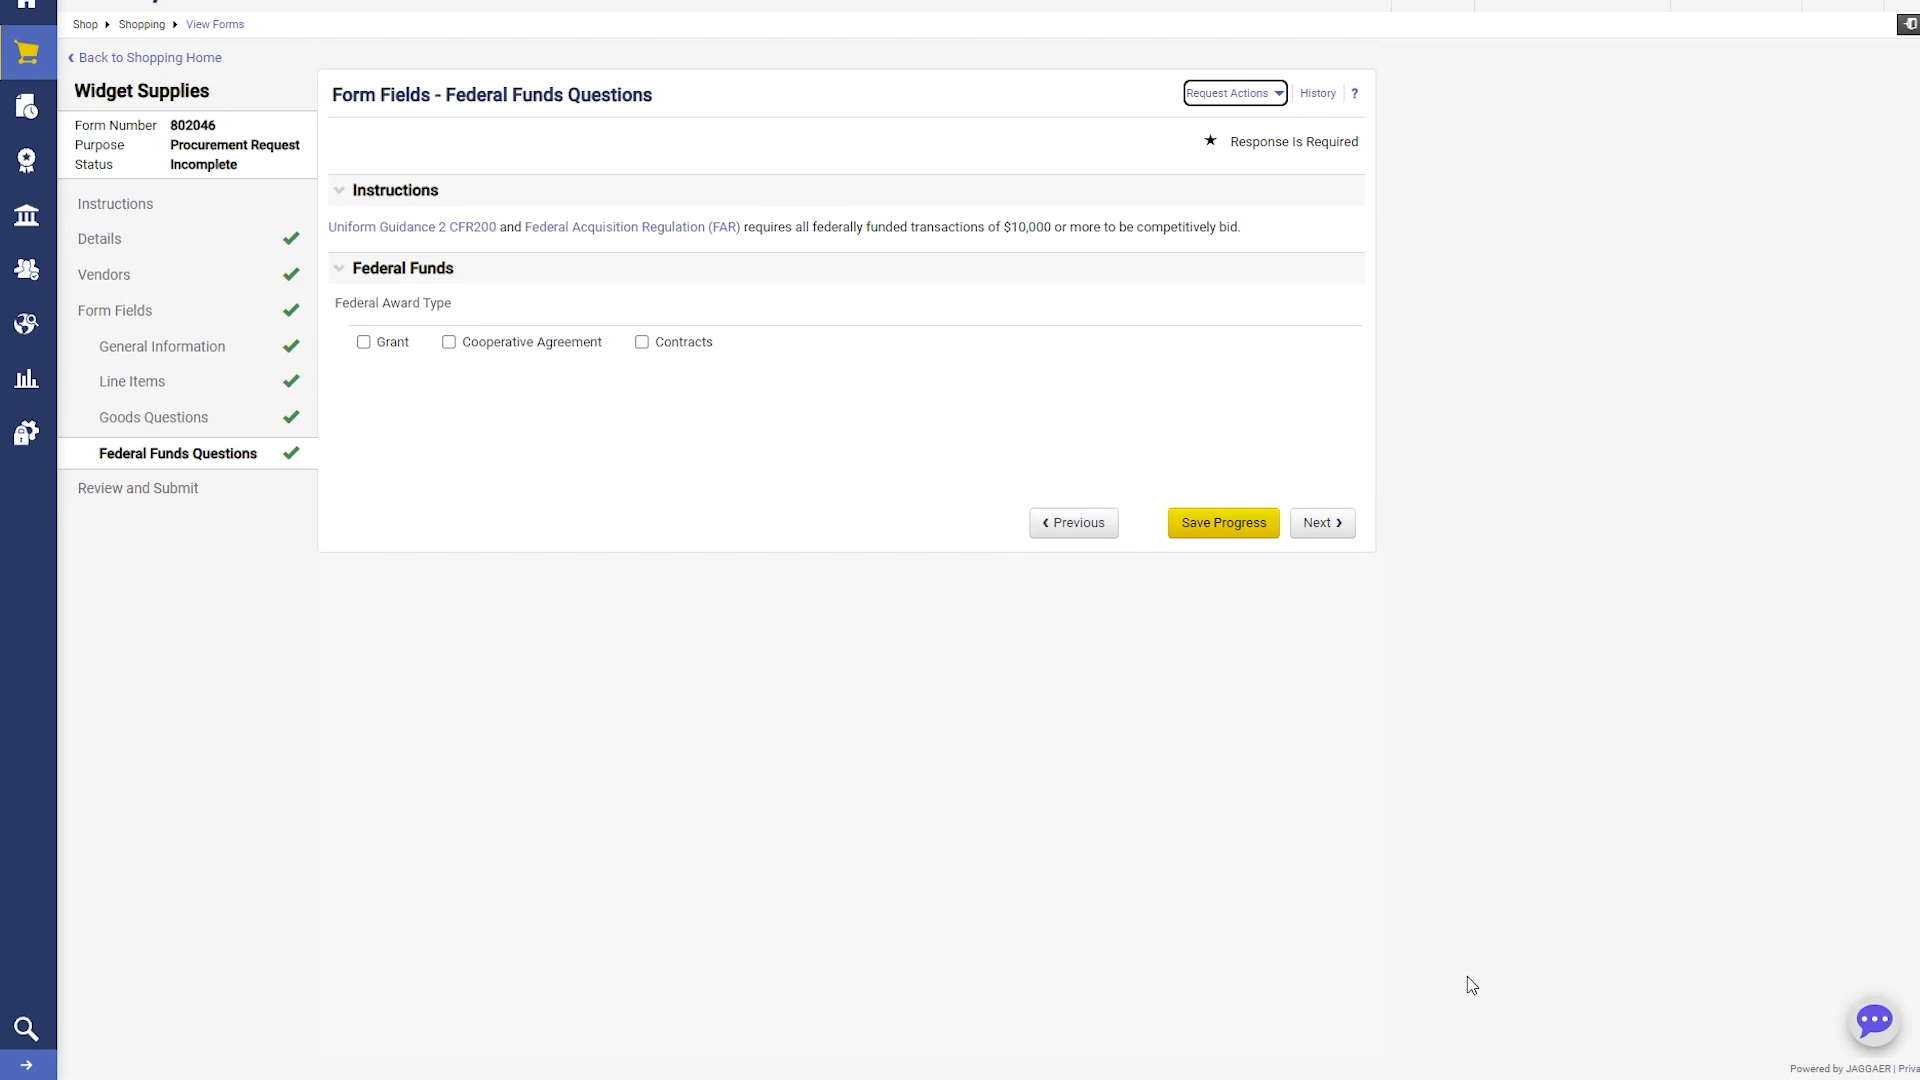 Shop Shopping View Forms
Back to Shopping Home
Widget Supplies
Form Number 802046
Purpose Procurement Request
Status Incomplete
Instructions
Details
Vendors
Form Fields
General Information
Line Items
Goods Questions
Federal Funds Questions
Review and Submit
Form Fields - Federal Funds Questions
Request Actions History ?
★ Response Is Required
Instructions
Uniform Guidance 2 CFR200 and Federal Acquisition Regulation (FAR) requires all federally funded transactions of $10,000 or more to be competitively bid.
Federal Funds
Federal Award Type
Grant Cooperative Agreement Contracts
Previous Save Progress Next
Powered by JAGGAER | Priva